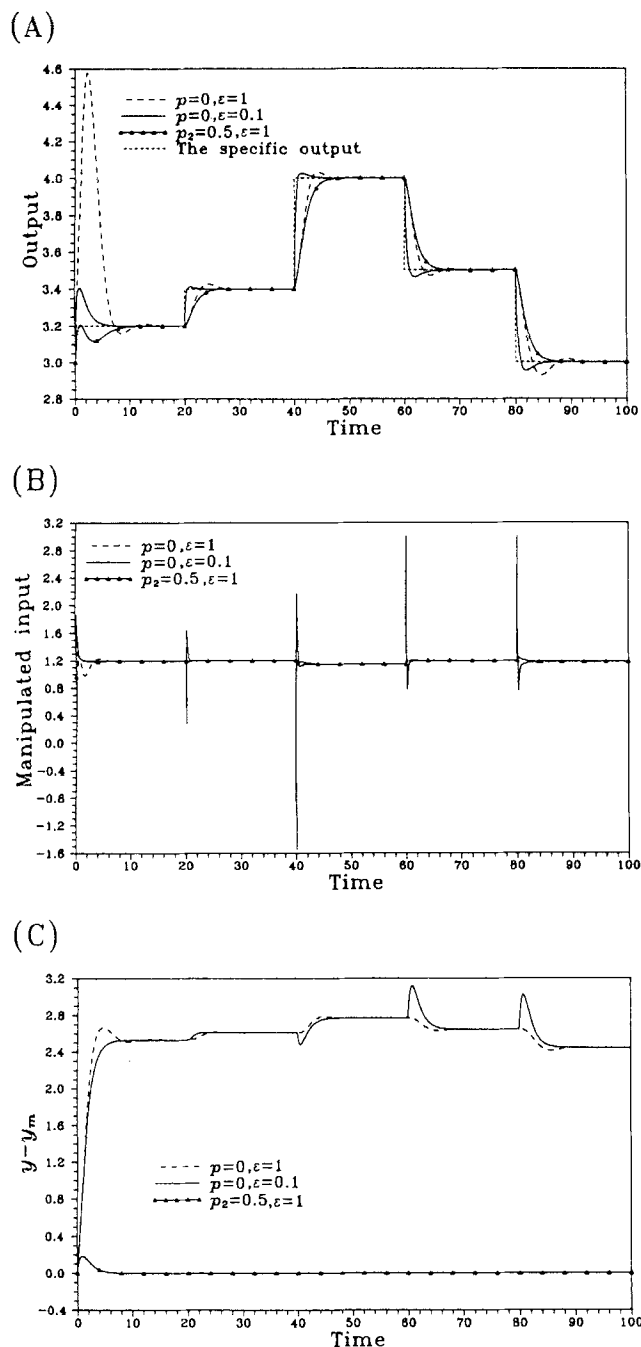 (A)
4.6
4.4
4.2
4.0
3.8
3.6
3.4
3.2
3.0
2.8
Output
p=0,ε=1
p=0,ε=0.1
p₂=0.5,ε=1
The specific output
0 10 20 30 40 50 60 70 80 90 100
Time
(B)
3.2
2.8
2.4
2.0
1.6
1.2
0.8
0.4
0.0
-0.4
-0.8
-1.2
-1.6
Manipulated input
p=0,ε=1
p=0,ε=0.1
p₂=0.5,ε=1
0 10 20 30 40 50 60 70 80 90 100
Time
(C)
3.2
2.8
2.4
2.0
1.6
1.2
0.8
0.4
0.0
-0.4
y-yₘ
p=0,ε=1
p=0,ε=0.1
p₂=0.5,ε=1
0 10 20 30 40 50 60 70 80 90 100
Time